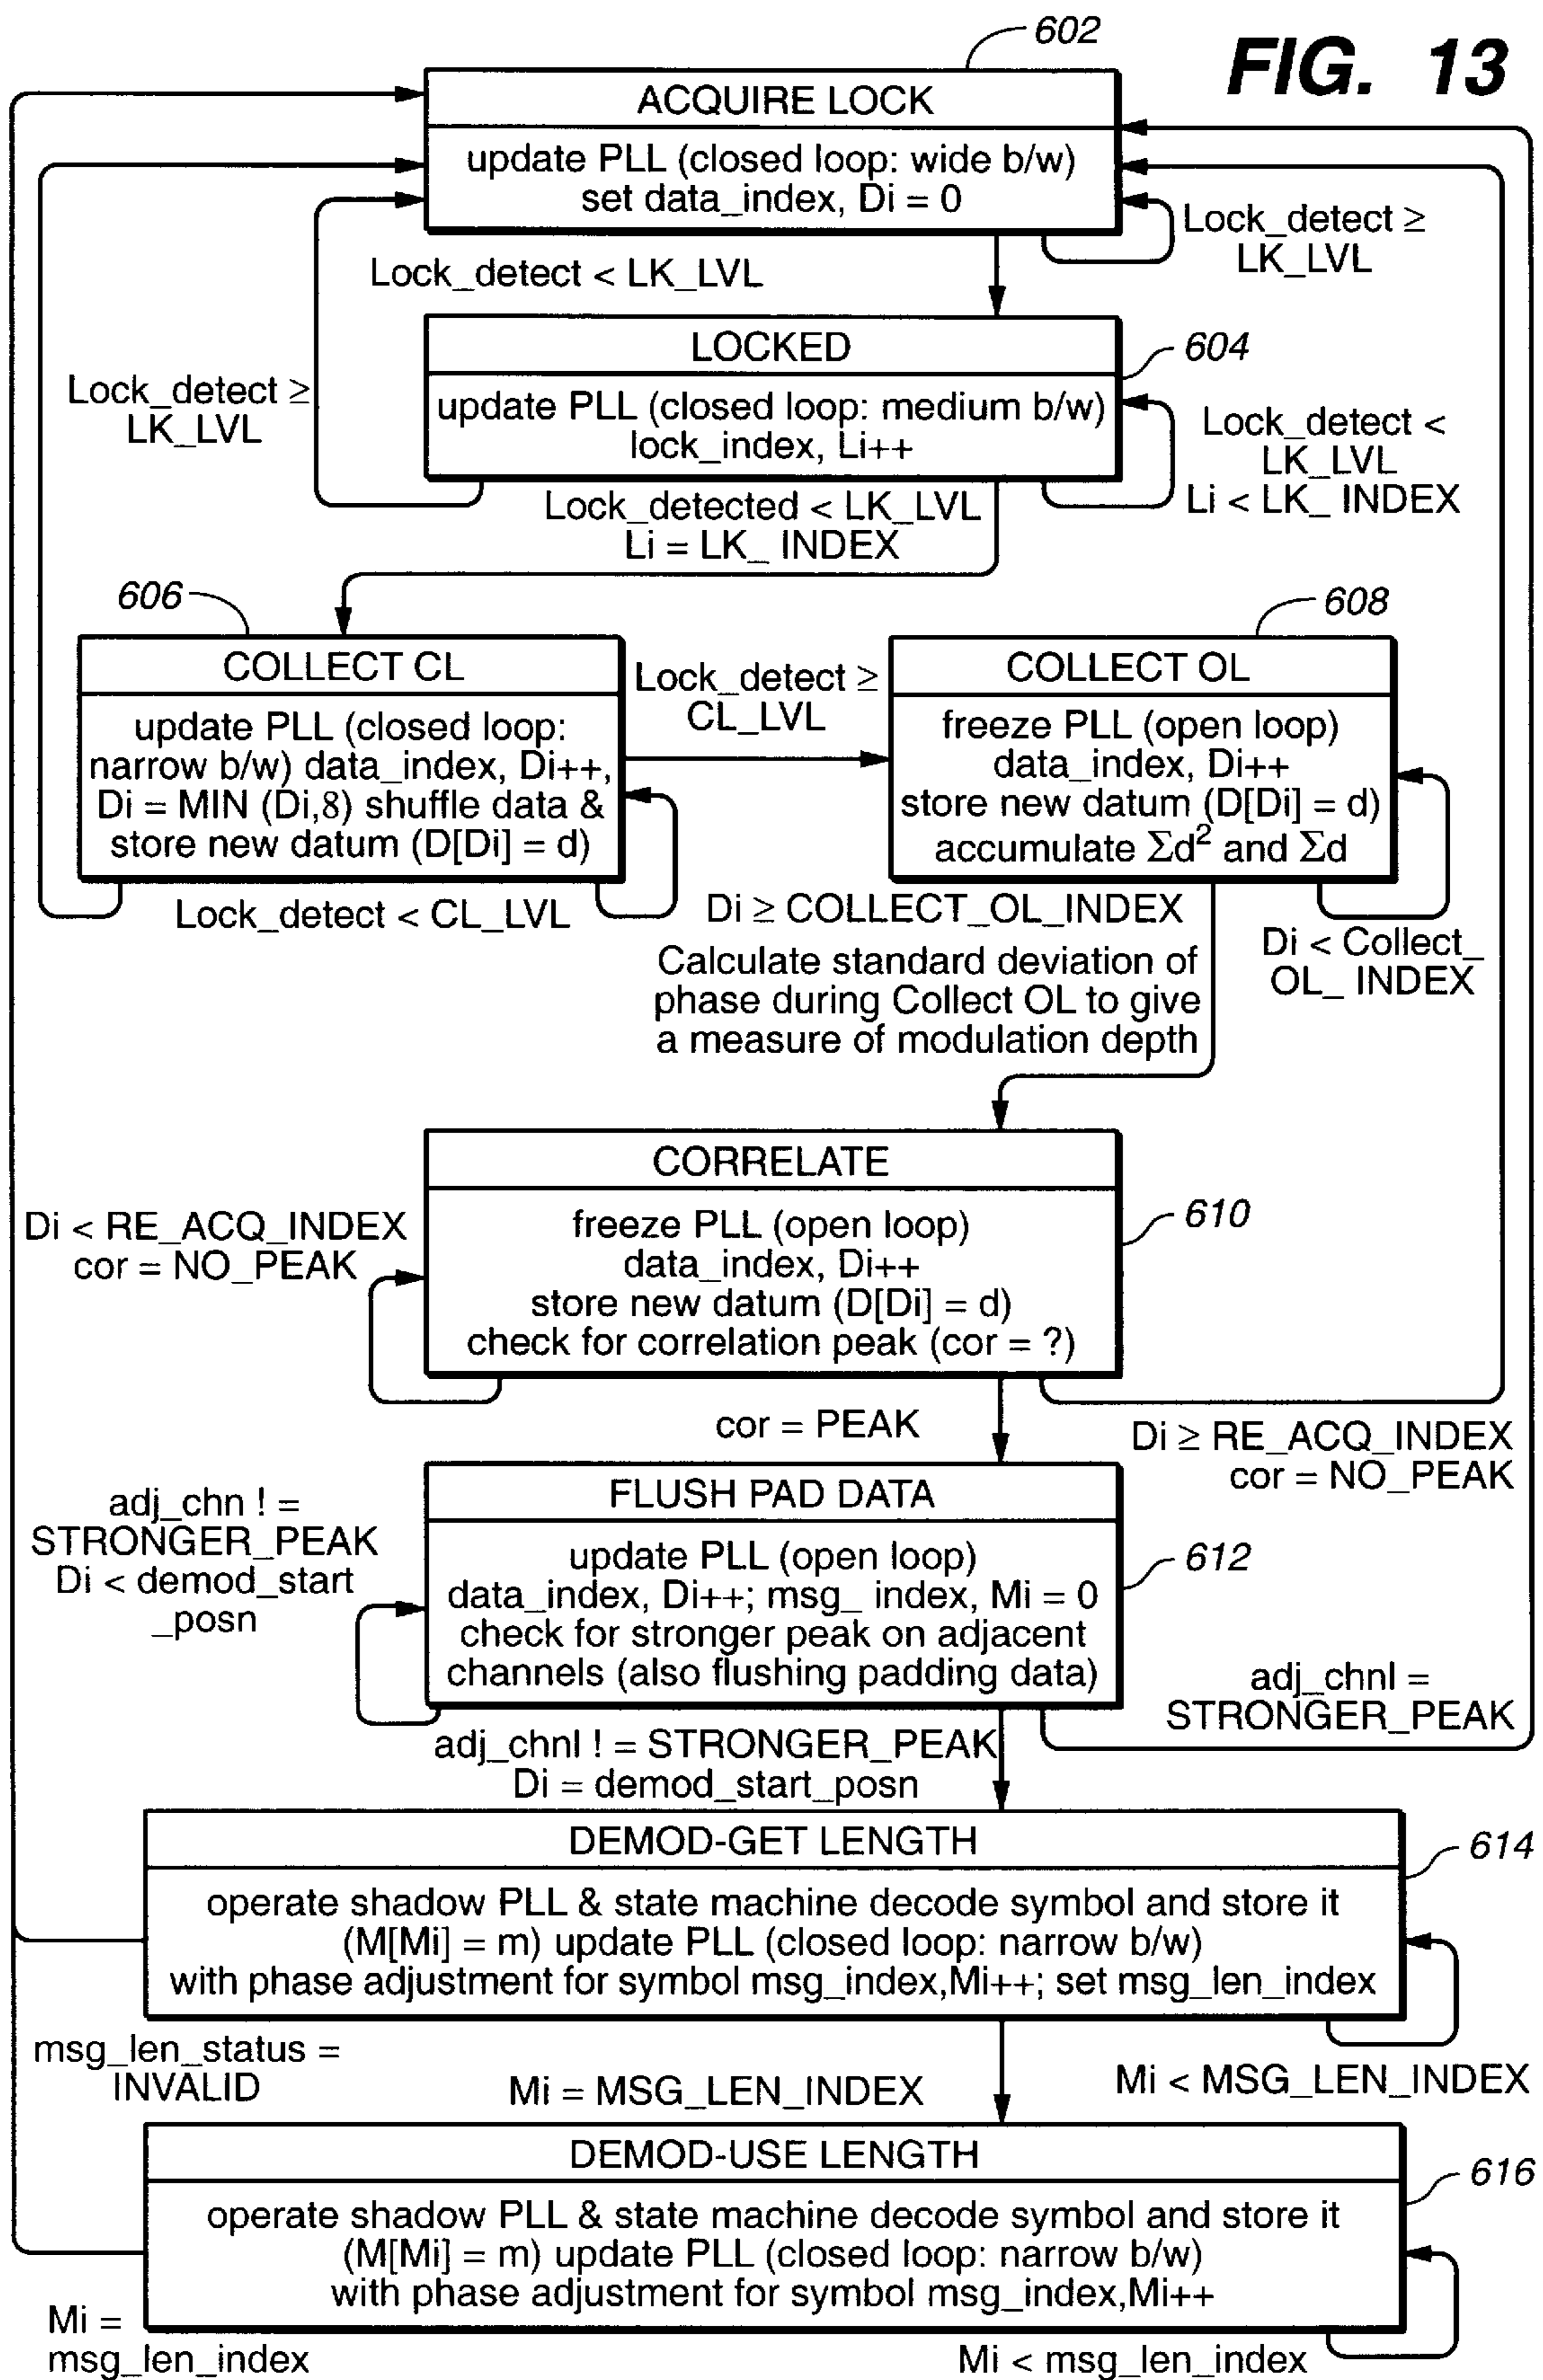 602
FIG. 13
ACQUIRE LOCK
update PLL (closed loop: wide b/w)
set data_index, Di = 0
Lock_detect ≥
LK_LVL
Lock_detect < LK_LVL
LOCKED
604
update PLL (closed loop: medium b/w)
lock_index, Li++
Lock_detect ≥
LK_LVL
Lock_detect <
LK_LVL
Li < LK_ INDEX
Lock_detected < LK_LVL
Li = LK_ INDEX
606
608
COLLECT CL
update PLL (closed loop:
narrow b/w) data_index, Di++,
Di = MIN (Di,8) shuffle data &
store new datum (D[Di] = d)
Lock_detect ≥
CL_LVL
COLLECT OL
freeze PLL (open loop)
data_index, Di++
store new datum (D[Di] = d)
accumulate Σd² and Σd
Lock_detect < CL_LVL
Di ≥ COLLECT_OL_INDEX
Di < Collect_
OL_ INDEX
Calculate standard deviation of
phase during Collect OL to give
a measure of modulation depth
CORRELATE
610
freeze PLL (open loop)
data_index, Di++
store new datum (D[Di] = d)
check for correlation peak (cor = ?)
Di < RE_ACQ_INDEX
cor = NO_PEAK
cor = PEAK
Di ≥ RE_ACQ_INDEX
cor = NO_PEAK
FLUSH PAD DATA
612
update PLL (open loop)
data_index, Di++; msg_ index, Mi = 0
check for stronger peak on adjacent
channels (also flushing padding data)
adj_chn ! =
STRONGER_PEAK
Di < demod_start
_posn
adj_chnl =
STRONGER_PEAK
adj_chnl ! = STRONGER_PEAK
Di = demod_start_posn
DEMOD-GET LENGTH
614
operate shadow PLL & state machine decode symbol and store it
(M[Mi] = m) update PLL (closed loop: narrow b/w)
with phase adjustment for symbol msg_index,Mi++; set msg_len_index
msg_len_status =
INVALID
Mi = MSG_LEN_INDEX
Mi < MSG_LEN_INDEX
DEMOD-USE LENGTH
616
operate shadow PLL & state machine decode symbol and store it
(M[Mi] = m) update PLL (closed loop: narrow b/w)
with phase adjustment for symbol msg_index,Mi++
Mi =
msg_len_index
Mi < msg_len_index